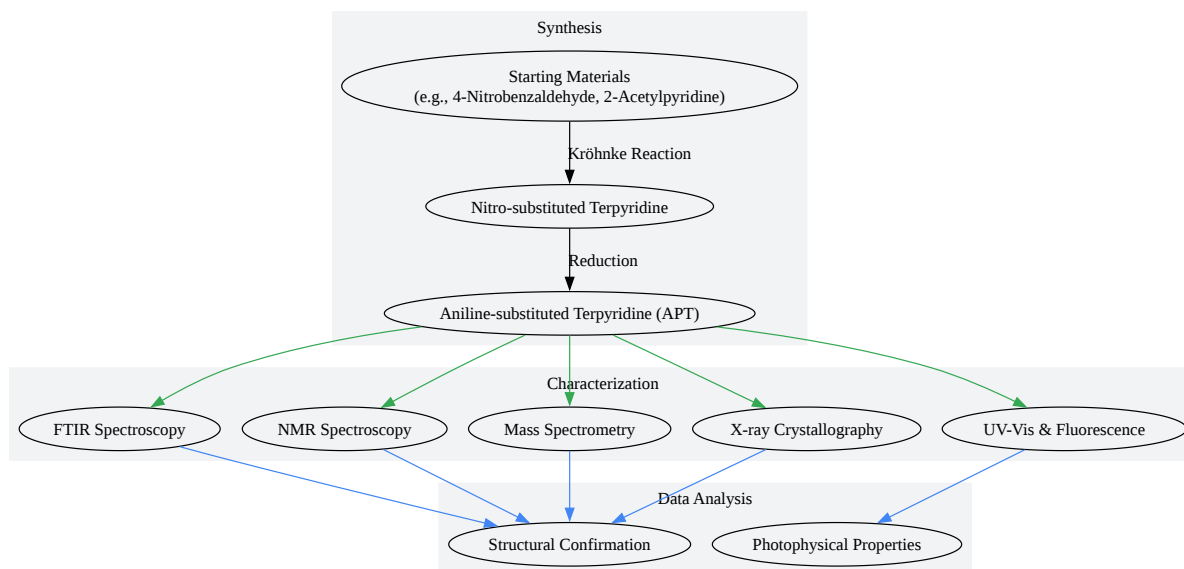 Synthesis
Starting Materials
(e.g., 4-Nitrobenzaldehyde, 2-Acetylpyridine)
Kröhnke Reaction
Nitro-substituted Terpyridine
Reduction
Aniline-substituted Terpyridine (APT)
Characterization
FTIR Spectroscopy
NMR Spectroscopy
Mass Spectrometry
X-ray Crystallography
UV-Vis & Fluorescence
Data Analysis
Structural Confirmation
Photophysical Properties